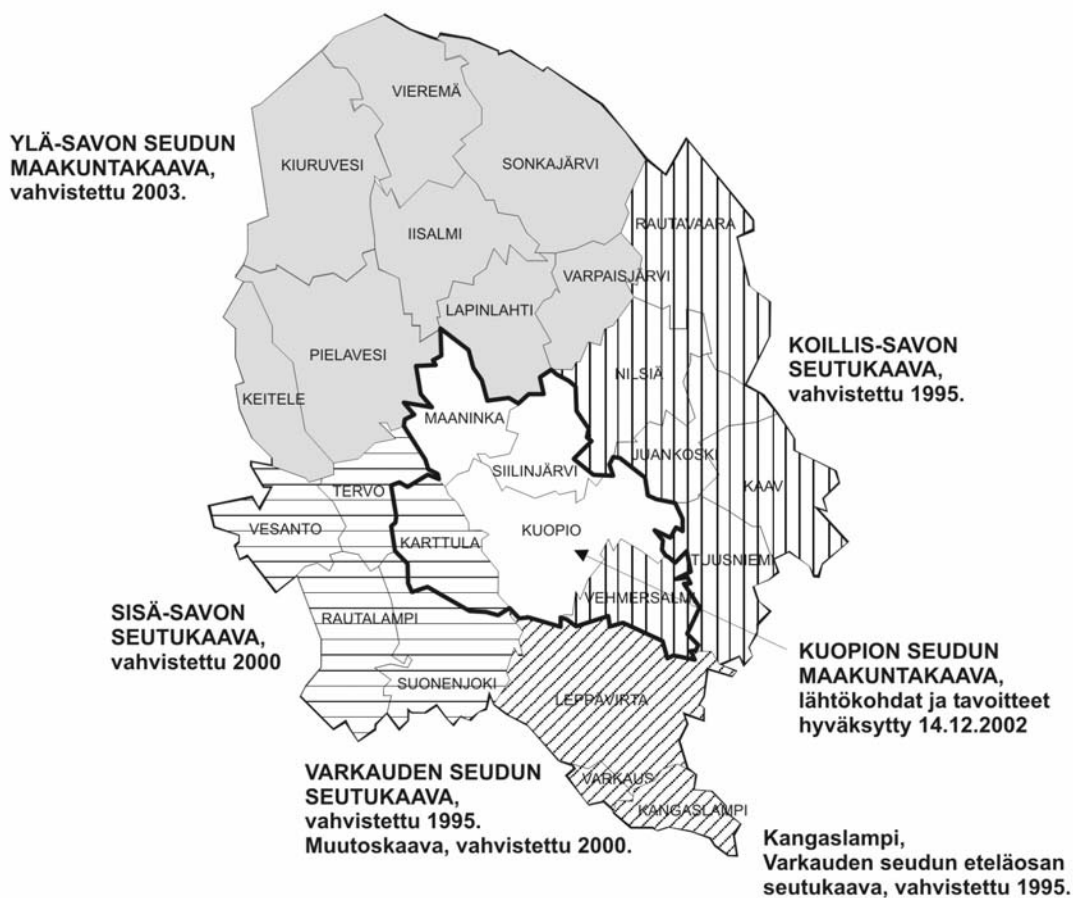 VIEREMÄ
YLÄ-SAVON SEUDUN
MAAKUNTAKAAVA,
vahvistettu 2003.
KIURUVESI
SONKAJÄRVI
RAUTAVAARA
IISALMI
VARPAISJÄRVI
LAPINLAHTI
PIELAVESI
KEITELE
NILSIÄ
KOILLIS-SAVON
SEUTUKAAVA,
vahvistettu 1995.
MAANINKA
SIILINJÄRVI
JUANKOSKI
KAAV
TERVO
VESANTO
KARTTULA
KUOPIO
TUUSNIEMI
VEHMERSALMI
SISÄ-SAVON
SEUTUKAAVA,
vahvistettu 2000
RAUTALAMPI
SUONENJOKI
LEPPÄVIRTA
KUOPION SEUDUN
MAAKUNTAKAAVA,
lähtökohdat ja tavoitteet
hyväksytty 14.12.2002
VARKAUDEN SEUDUN
SEUTUKAAVA,
vahvistettu 1995.
Muutoskaava, vahvistettu 2000.
VARKAUS
KANGASLAMPI
Kangaslampi,
Varkauden seudun eteläosan
seutukaava, vahvistettu 1995.